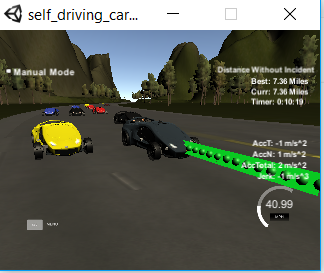 self_driving_car...
Manual Mode
Distance Without Incident
Best: 7.36 Miles
Curr: 7.36 Miles
Timer: 0:10:19
AccT: -1 m/s^2
AccN: 1 m/s^2
AccTotal: 2 m/s^2
Jerk: -1 m/s^3
40.99
MPH
MENU